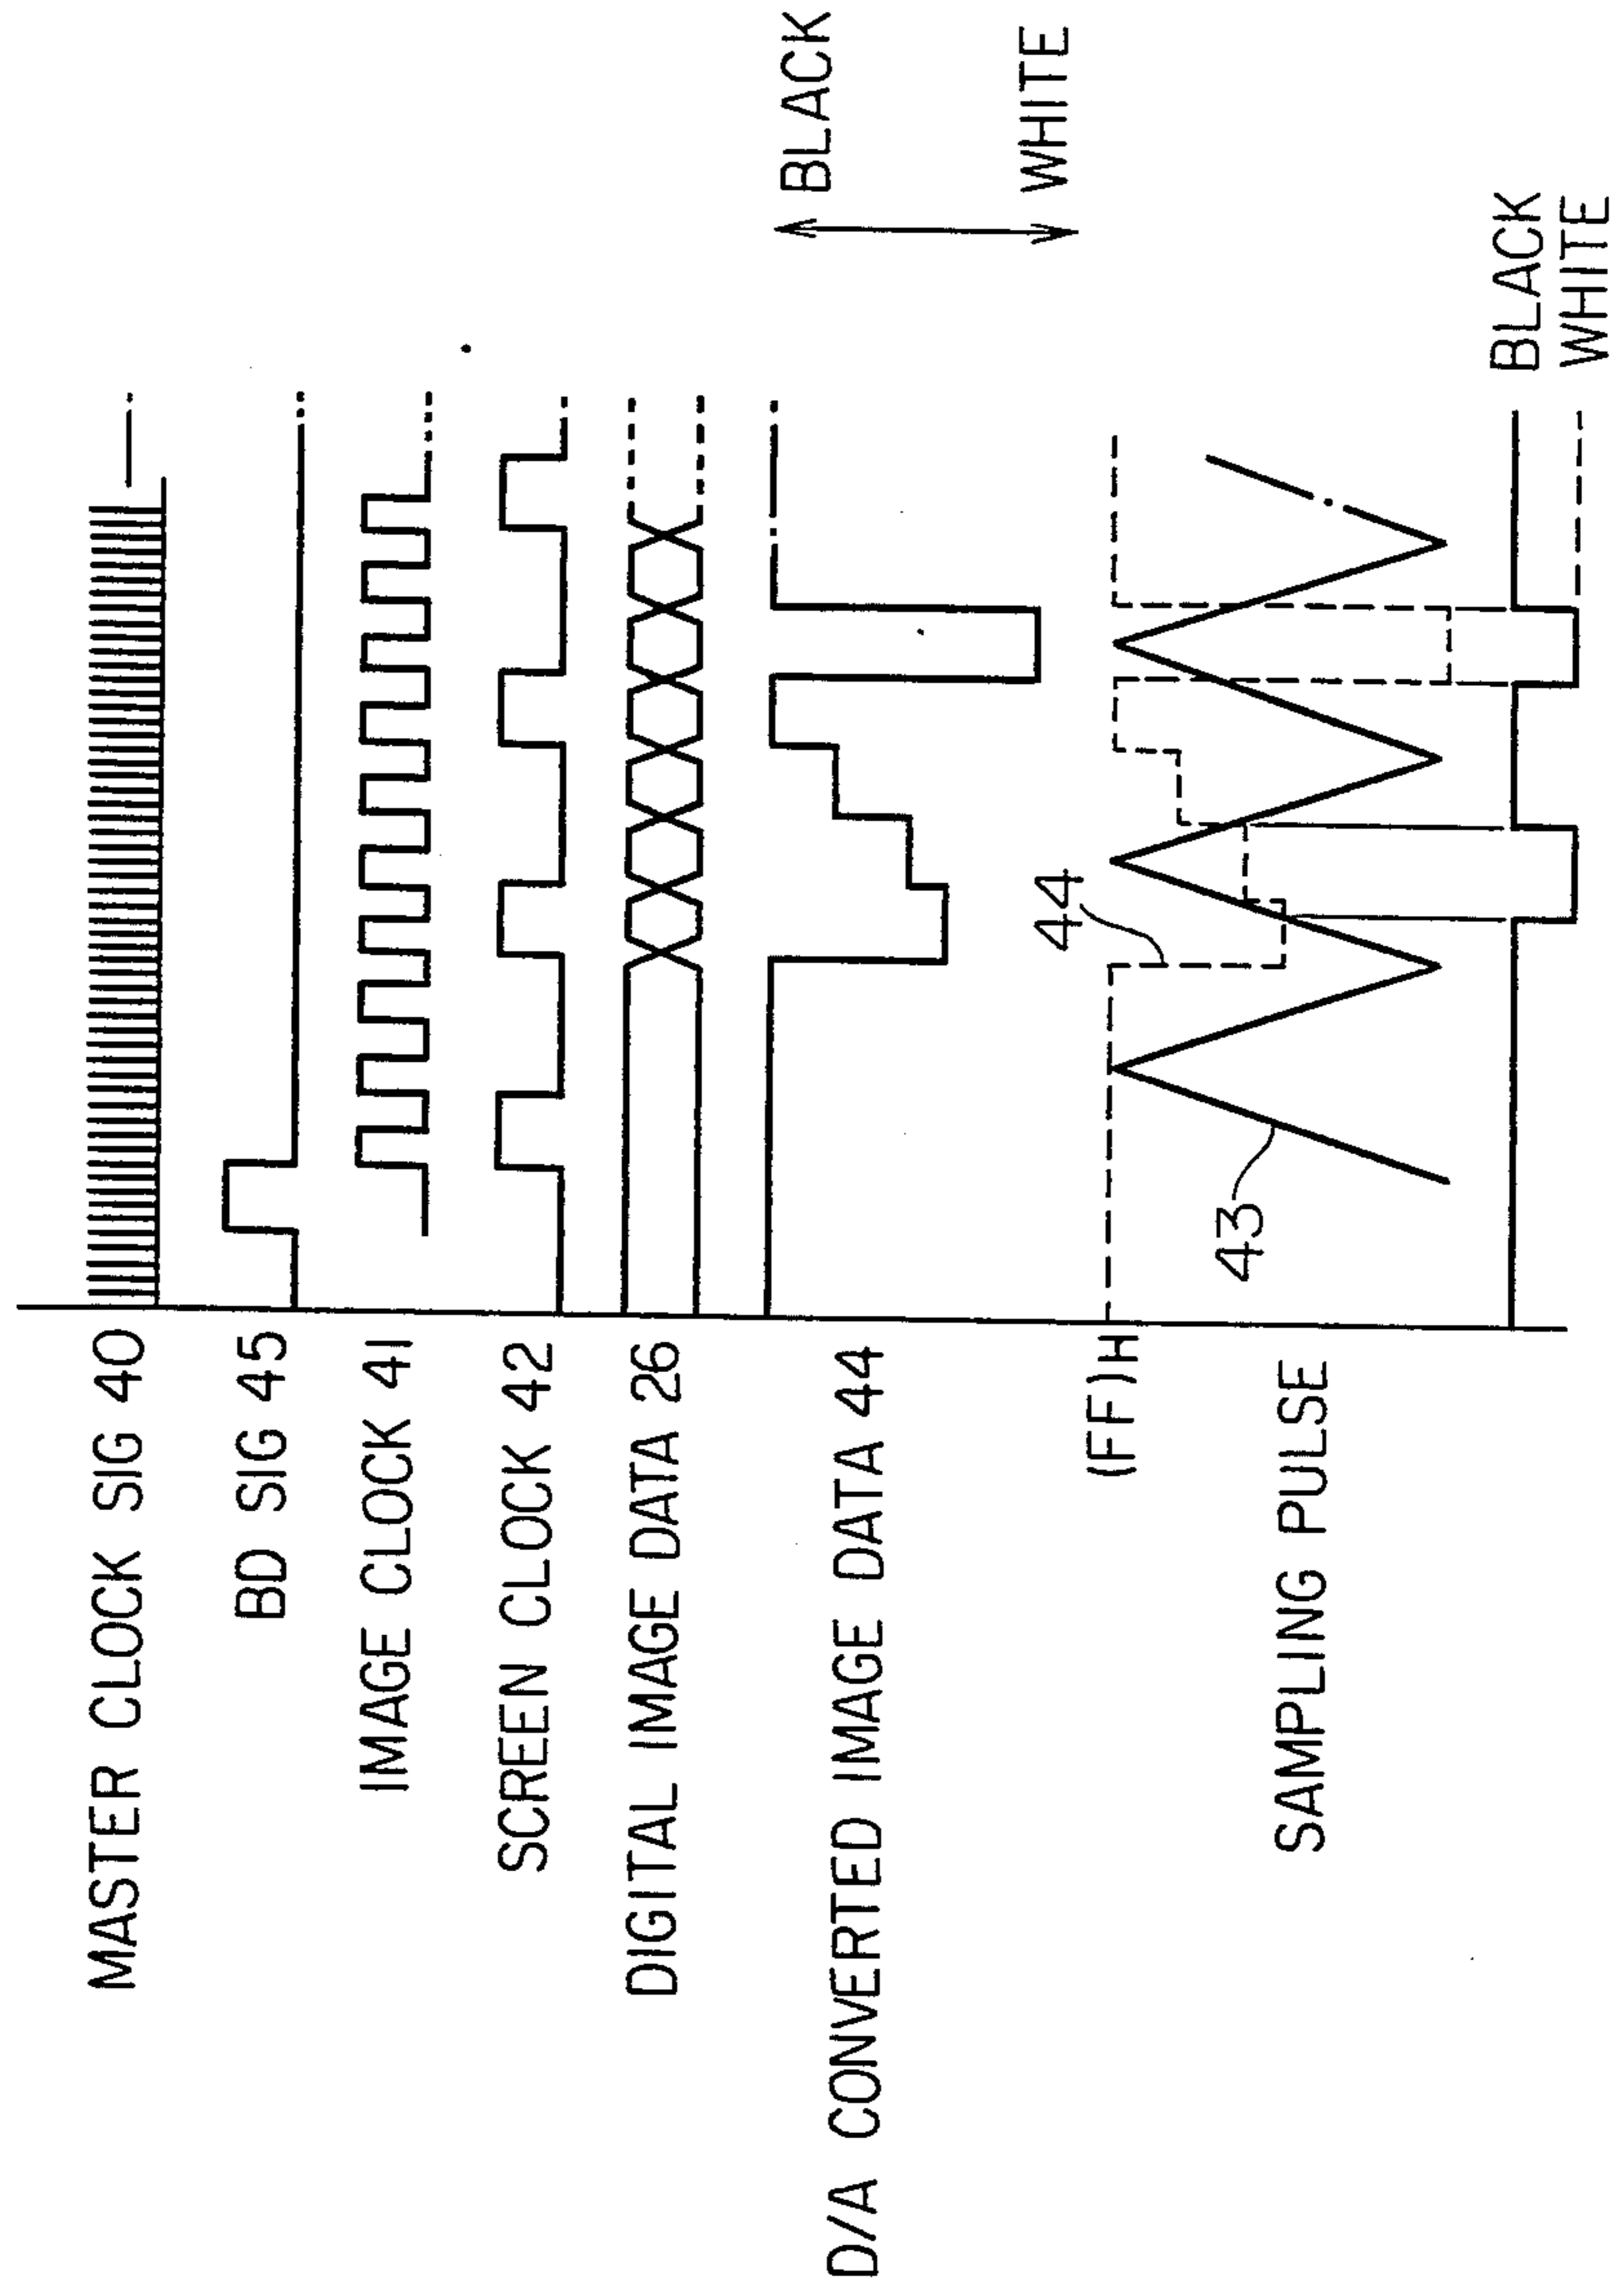 MASTER CLOCK SIG 40
BD SIG 45
IMAGE CLOCK 41
SCREEN CLOCK 42
DIGITAL IMAGE DATA 26
D/A CONVERTED IMAGE DATA 44
BLACK
WHITE
(FF)H
44
43
SAMPLING PULSE
BLACK
WHITE